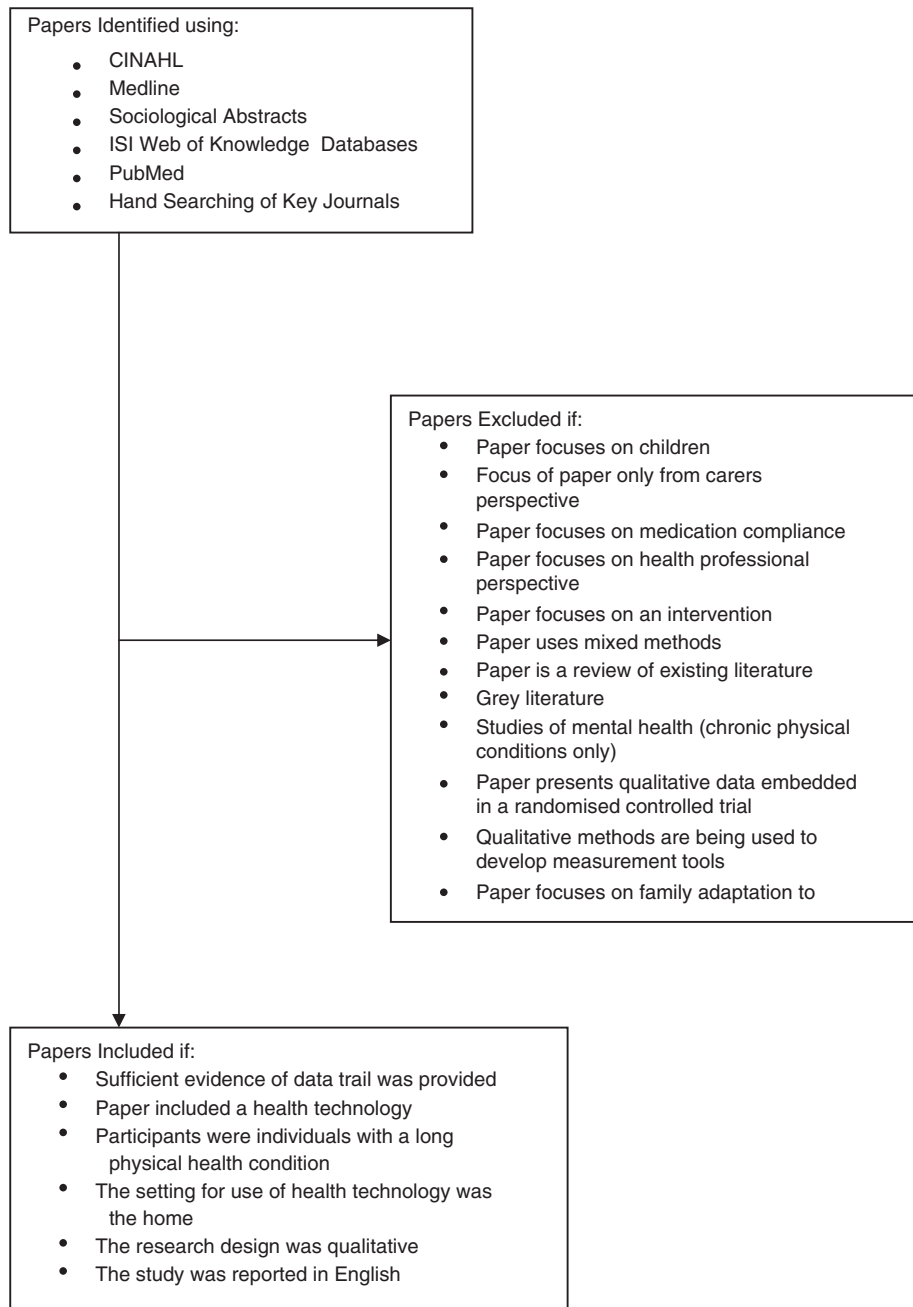 Papers Identified using:
• CINAHL
• Medline
• Sociological Abstracts
• ISI Web of Knowledge Databases
• PubMed
• Hand Searching of Key Journals
Papers Excluded if:
• Paper focuses on children
• Focus of paper only from carers
perspective
• Paper focuses on medication compliance
• Paper focuses on health professional
perspective
• Paper focuses on an intervention
• Paper uses mixed methods
• Paper is a review of existing literature
• Grey literature
• Studies of mental health (chronic physical
conditions only)
• Paper presents qualitative data embedded
in a randomised controlled trial
• Qualitative methods are being used to
develop measurement tools
• Paper focuses on family adaptation to
Papers Included if:
• Sufficient evidence of data trail was provided
• Paper included a health technology
• Participants were individuals with a long
physical health condition
• The setting for use of health technology was
the home
• The research design was qualitative
• The study was reported in English